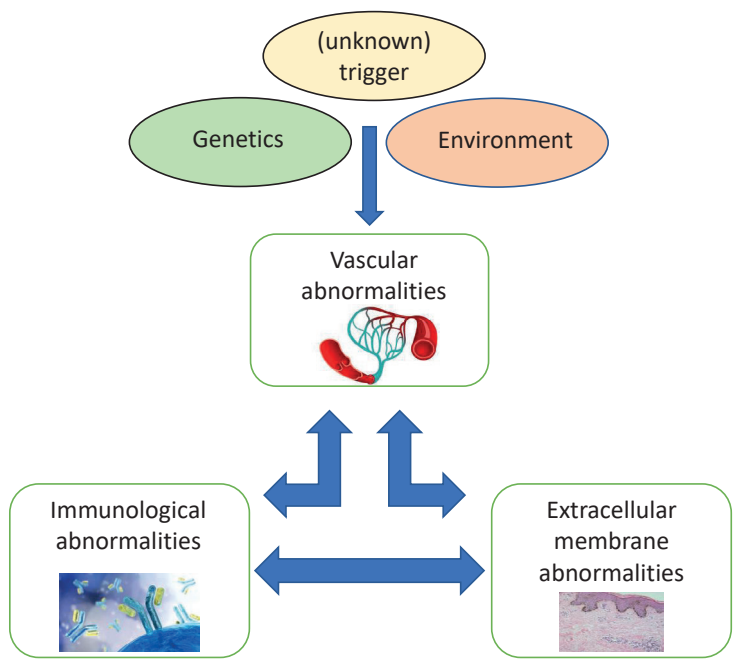 (unknown)
trigger
Genetics
Environment
Vascular
abnormalities
Immunological
abnormalities
Extracellular
membrane
abnormalities